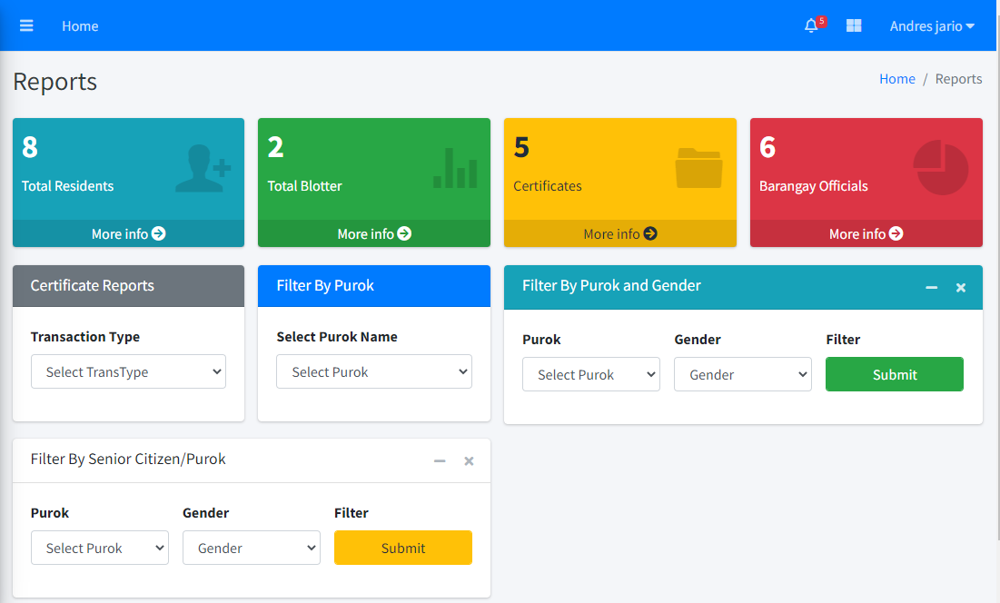 Home
5
Andres jario
Reports
Home / Reports
8
Total Residents
More info
2
Total Blotter
More info
5
Certificates
More info
6
Barangay Officials
More info
Certificate Reports
Transaction Type
Select TransType
Filter By Purok
Select Purok Name
Select Purok
Filter By Purok and Gender
Purok Gender Filter
Select Purok Gender Submit
Filter By Senior Citizen/Purok
Purok Gender Filter
Select Purok Gender Submit